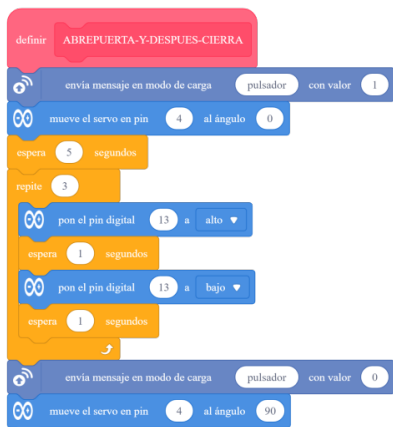 definir ABREPUERTA-Y-DESPUES-CIERRA
envía mensaje en modo de carga pulsador con valor 1
mueve el servo en pin 4 al ángulo 0
espera 5 segundos
repite 3
pon el pin digital 13 a alto
espera 1 segundos
pon el pin digital 13 a bajo
espera 1 segundos
envía mensaje en modo de carga pulsador con valor 0
mueve el servo en pin 4 al ángulo 90